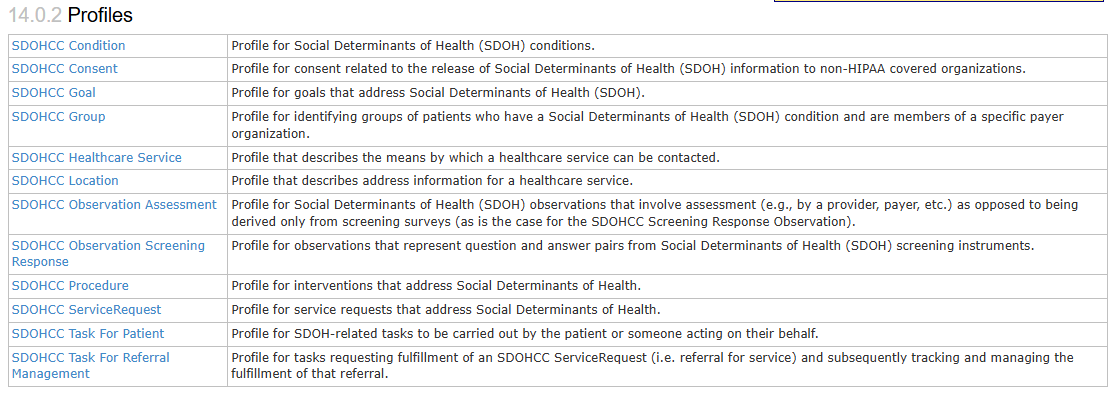 14.0.2 Profiles
SDOHCC Condition Profile for Social Determinants of Health (SDOH) conditions.
SDOHCC Consent Profile for consent related to the release of Social Determinants of Health (SDOH) information to non-HIPAA covered organizations.
SDOHCC Goal Profile for goals that address Social Determinants of Health (SDOH).
SDOHCC Group Profile for identifying groups of patients who have a Social Determinants of Health (SDOH) condition and are members of a specific payer
organization.
SDOHCC Healthcare Service Profile that describes the means by which a healthcare service can be contacted.
SDOHCC Location Profile that describes address information for a healthcare service.
SDOHCC Observation Assessment Profile for Social Determinants of Health (SDOH) observations that involve assessment (e.g., by a provider, payer, etc.) as opposed to being
derived only from screening surveys (as is the case for the SDOHCC Screening Response Observation).
SDOHCC Observation Screening Profile for observations that represent question and answer pairs from Social Determinants of Health (SDOH) screening instruments.
Response
SDOHCC Procedure Profile for interventions that address Social Determinants of Health.
SDOHCC ServiceRequest Profile for service requests that address Social Determinants of Health.
SDOHCC Task For Patient Profile for SDOH-related tasks to be carried out by the patient or someone acting on their behalf.
SDOHCC Task For Referral Profile for tasks requesting fulfillment of an SDOHCC ServiceRequest (i.e. referral for service) and subsequently tracking and managing the
Management fulfillment of that referral.